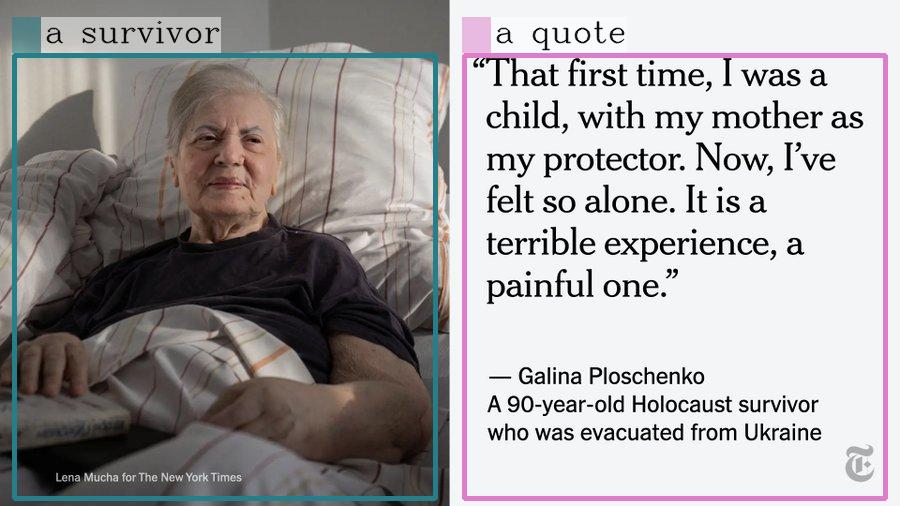 a survivor
a quote
“That first time, I was a
child, with my mother as
my protector. Now, I’ve
felt so alone. It is a
terrible experience, a
painful one.”
— Galina Ploschenko
A 90-year-old Holocaust survivor
who was evacuated from Ukraine
Lena Mucha for The New York Times
T